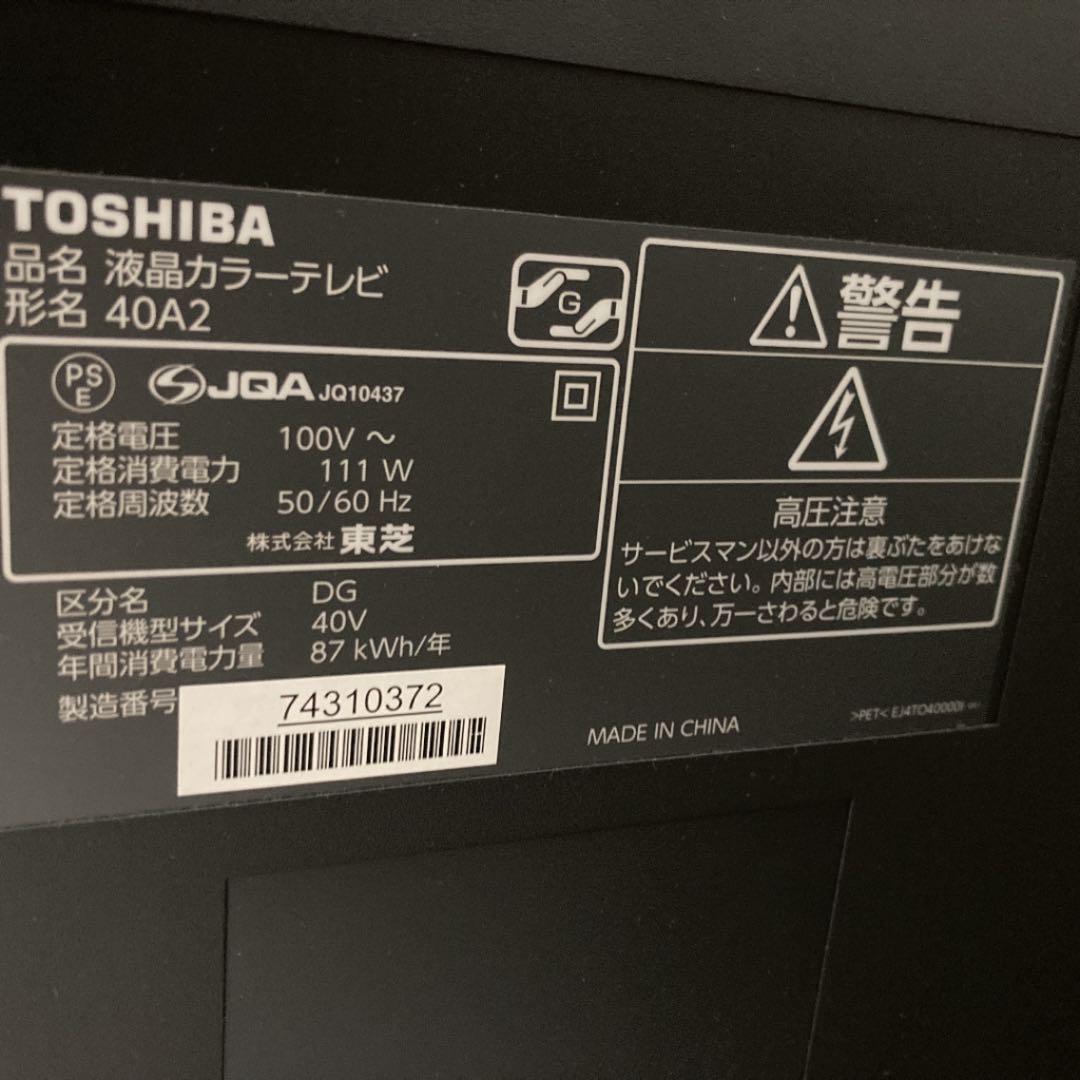 TOSHIBA
品名 液晶カラーテレビ
形名 40A2
G
PS
E
JQA JQ10437
定格電圧 100V ～
定格消費電力 111 W
定格周波数 50/60 Hz
株式会社 東芝
区分名 DG
受信機型サイズ 40V
年間消費電力量 87 kWh/年
製造番号 74310372
警告
高圧注意
サービスマン以外の方は裏ぶたをあけな
いでください。内部には高電圧部分が数
多くあり、万一さわると危険です。
MADE IN CHINA
>PET<